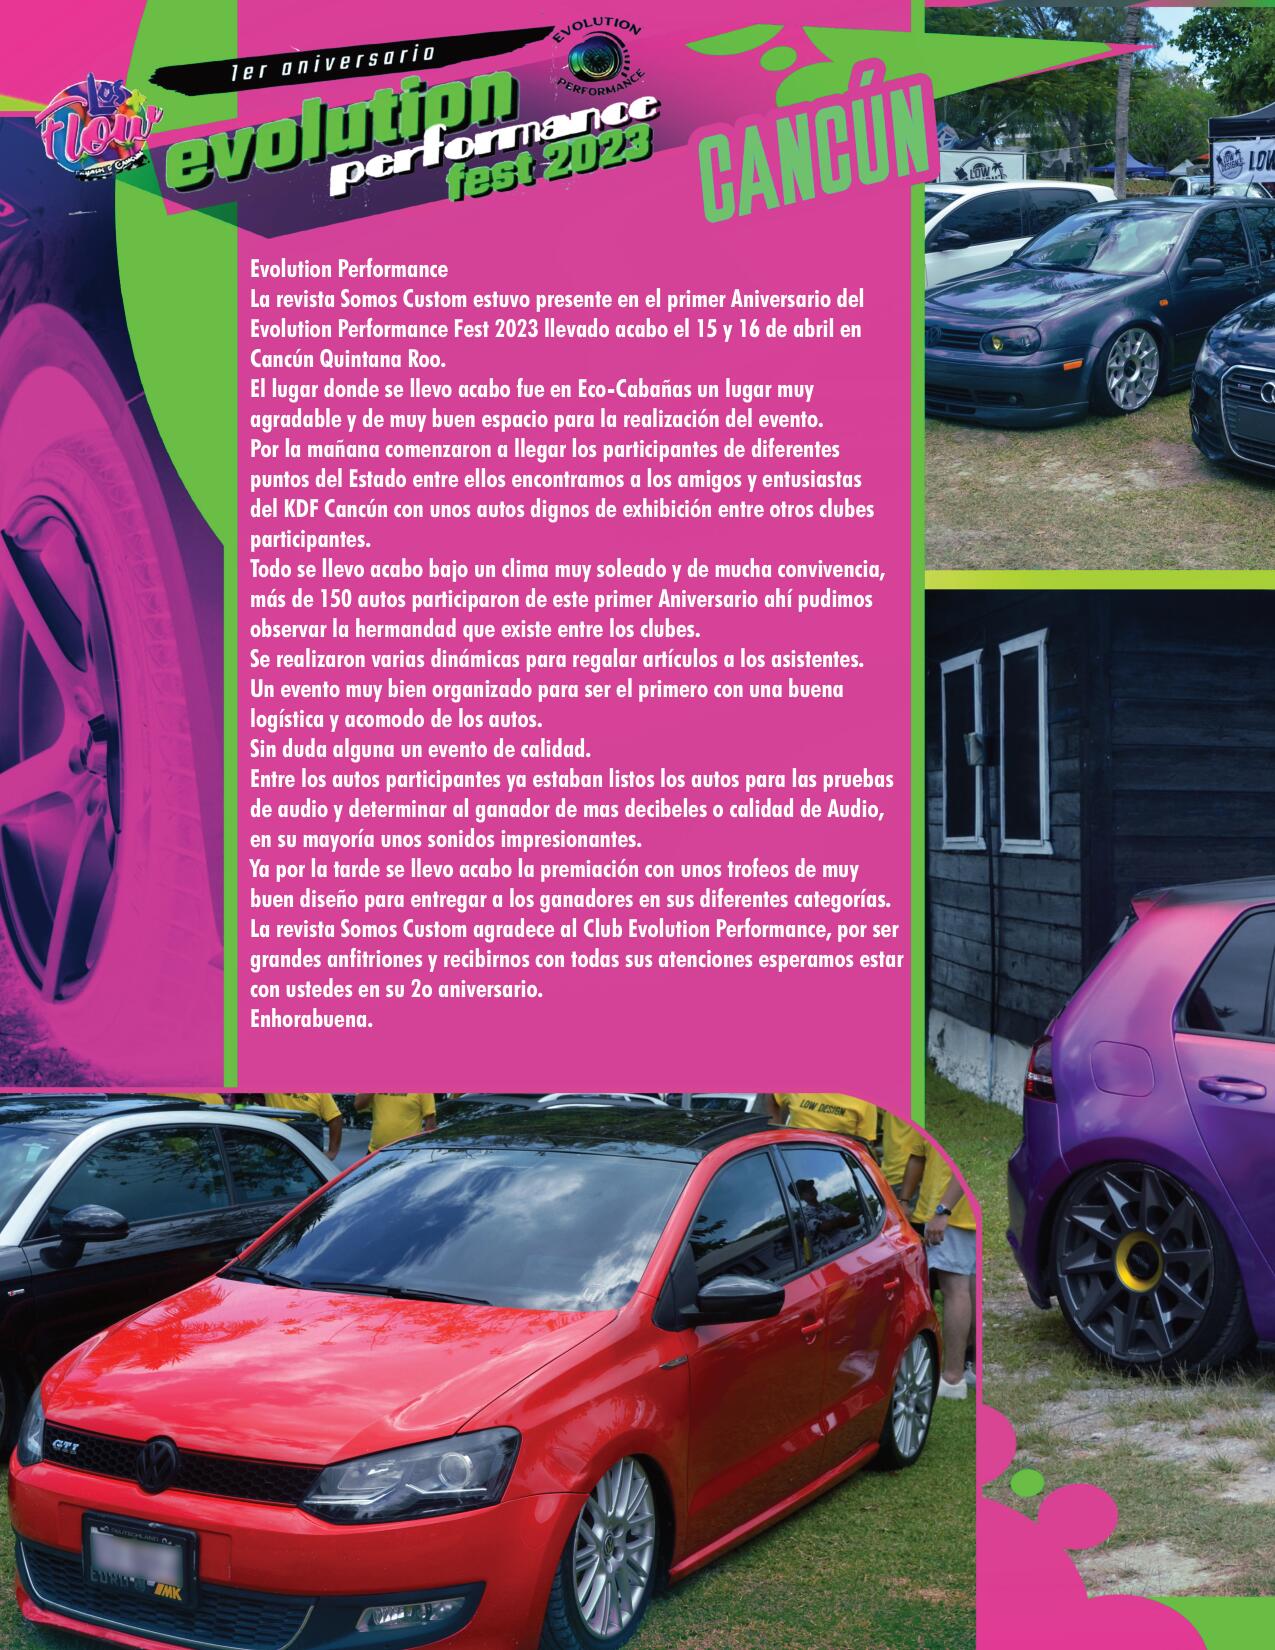 1er aniversario
EVOLUTION
PERFORMANCE
Los
Flow
evolution
performance
fest 2023
CANCÚN
LOW
LOW
Evolution Performance
La revista Somos Custom estuvo presente en el primer Aniversario del
Evolution Performance Fest 2023 llevado acabo el 15 y 16 de abril en
Cancún Quintana Roo.
El lugar donde se llevo acabo fue en Eco-Cabañas un lugar muy
agradable y de muy buen espacio para la realización del evento.
Por la mañana comenzaron a llegar los participantes de diferentes
puntos del Estado entre ellos encontramos a los amigos y entusiastas
del KDF Cancún con unos autos dignos de exhibición entre otros clubes
participantes.
Todo se llevo acabo bajo un clima muy soleado y de mucha convivencia,
más de 150 autos participaron de este primer Aniversario ahí pudimos
observar la hermandad que existe entre los clubes.
Se realizaron varias dinámicas para regalar artículos a los asistentes.
Un evento muy bien organizado para ser el primero con una buena
logística y acomodo de los autos.
Sin duda alguna un evento de calidad.
Entre los autos participantes ya estaban listos los autos para las pruebas
de audio y determinar al ganador de mas decibeles o calidad de Audio,
en su mayoría unos sonidos impresionantes.
Ya por la tarde se llevo acabo la premiación con unos trofeos de muy
buen diseño para entregar a los ganadores en sus diferentes categorías.
La revista Somos Custom agradece al Club Evolution Performance, por ser
grandes anfitriones y recibirnos con todas sus atenciones esperamos estar
con ustedes en su 2o aniversario.
Enhorabuena.
LOW DESIGN
GTI
DEUTCHLAND
MK